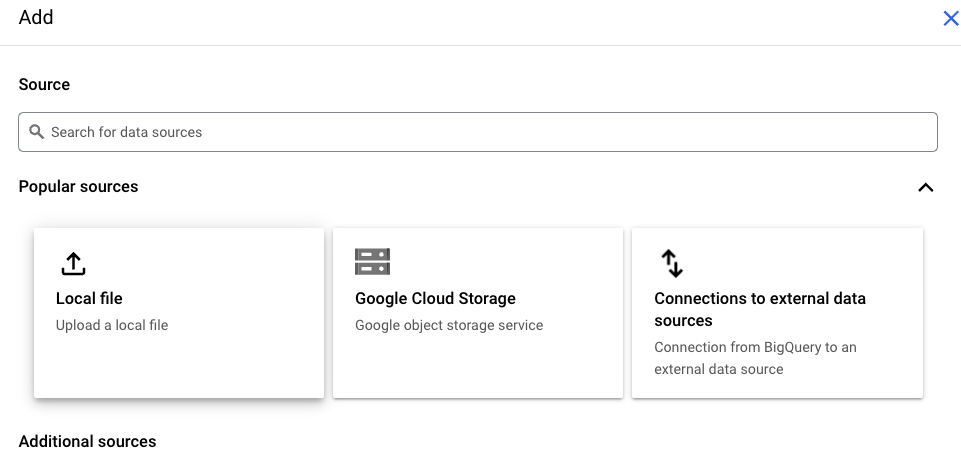 Add
Source
Search for data sources
Popular sources
Local file
Upload a local file
Google Cloud Storage
Google object storage service
Connections to external data
sources
Connection from BigQuery to an
external data source
Additional sources